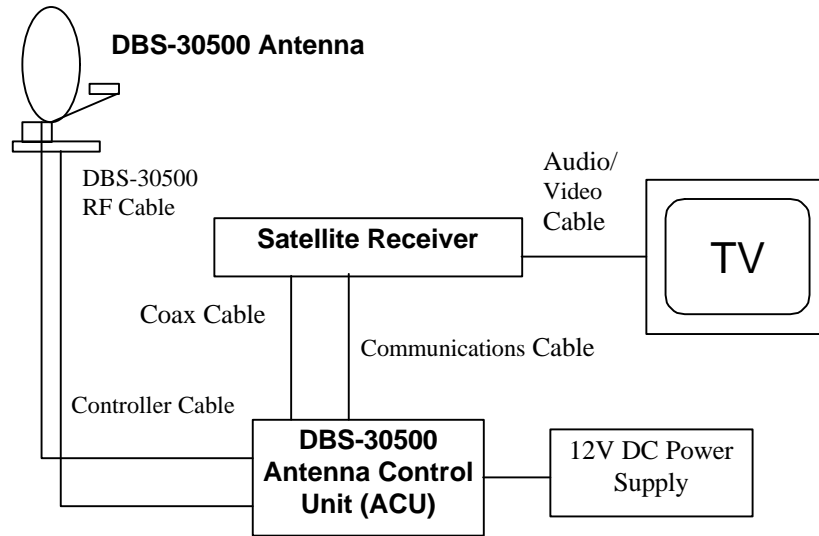 DBS-30500 Antenna
DBS-30500
RF Cable
Audio/
Video
Cable
Satellite Receiver
TV
Coax Cable
Communications Cable
Controller Cable
DBS-30500
Antenna Control
Unit (ACU)
12V DC Power
Supply